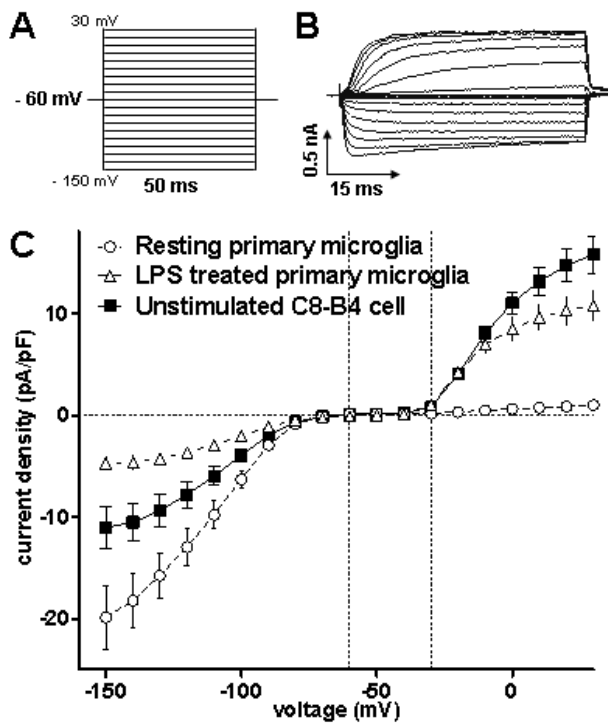 A
30 mV
- 60 mV
- 150 mV
50 ms
B
0.5 nA
15 ms
C
Resting primary microglia
LPS treated primary microglia
Unstimulated C8-B4 cell
current density (pA/pF)
10
0
-10
-20
-150
-100
-50
0
voltage (mV)